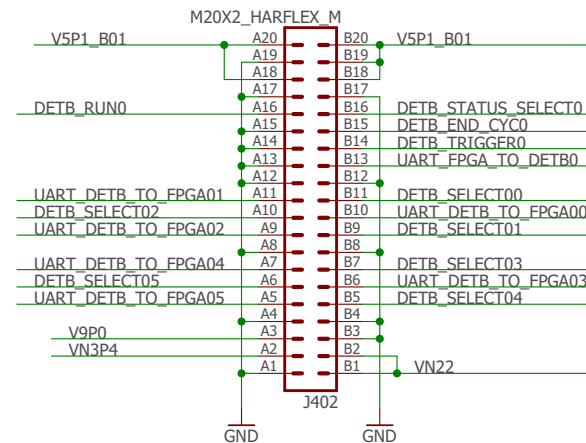 M20X2_HARFLEX_M
V5P1_B01 A20 B20 V5P1_B01
A19 B19
A18 B18
A17 B17
DETB_RUN0 A16 B16 DETB_STATUS_SELECT0
A15 B15 DETB_END_CYC0
A14 B14 DETB_TRIGGER0
A13 B13 UART_FPGA_TO_DETB0
A12 B12
UART_DETB_TO_FPGA01 A11 B11 DETB_SELECT00
DETB_SELECT02 A10 B10 UART_DETB_TO_FPGA00
UART_DETB_TO_FPGA02 A9 B9 DETB_SELECT01
A8 B8
UART_DETB_TO_FPGA04 A7 B7 DETB_SELECT03
DETB_SELECT05 A6 B6 UART_DETB_TO_FPGA03
UART_DETB_TO_FPGA05 A5 B5 DETB_SELECT04
A4 B4
V9P0 A3 B3
VN3P4 A2 B2
A1 B1 VN22
J402
GND GND